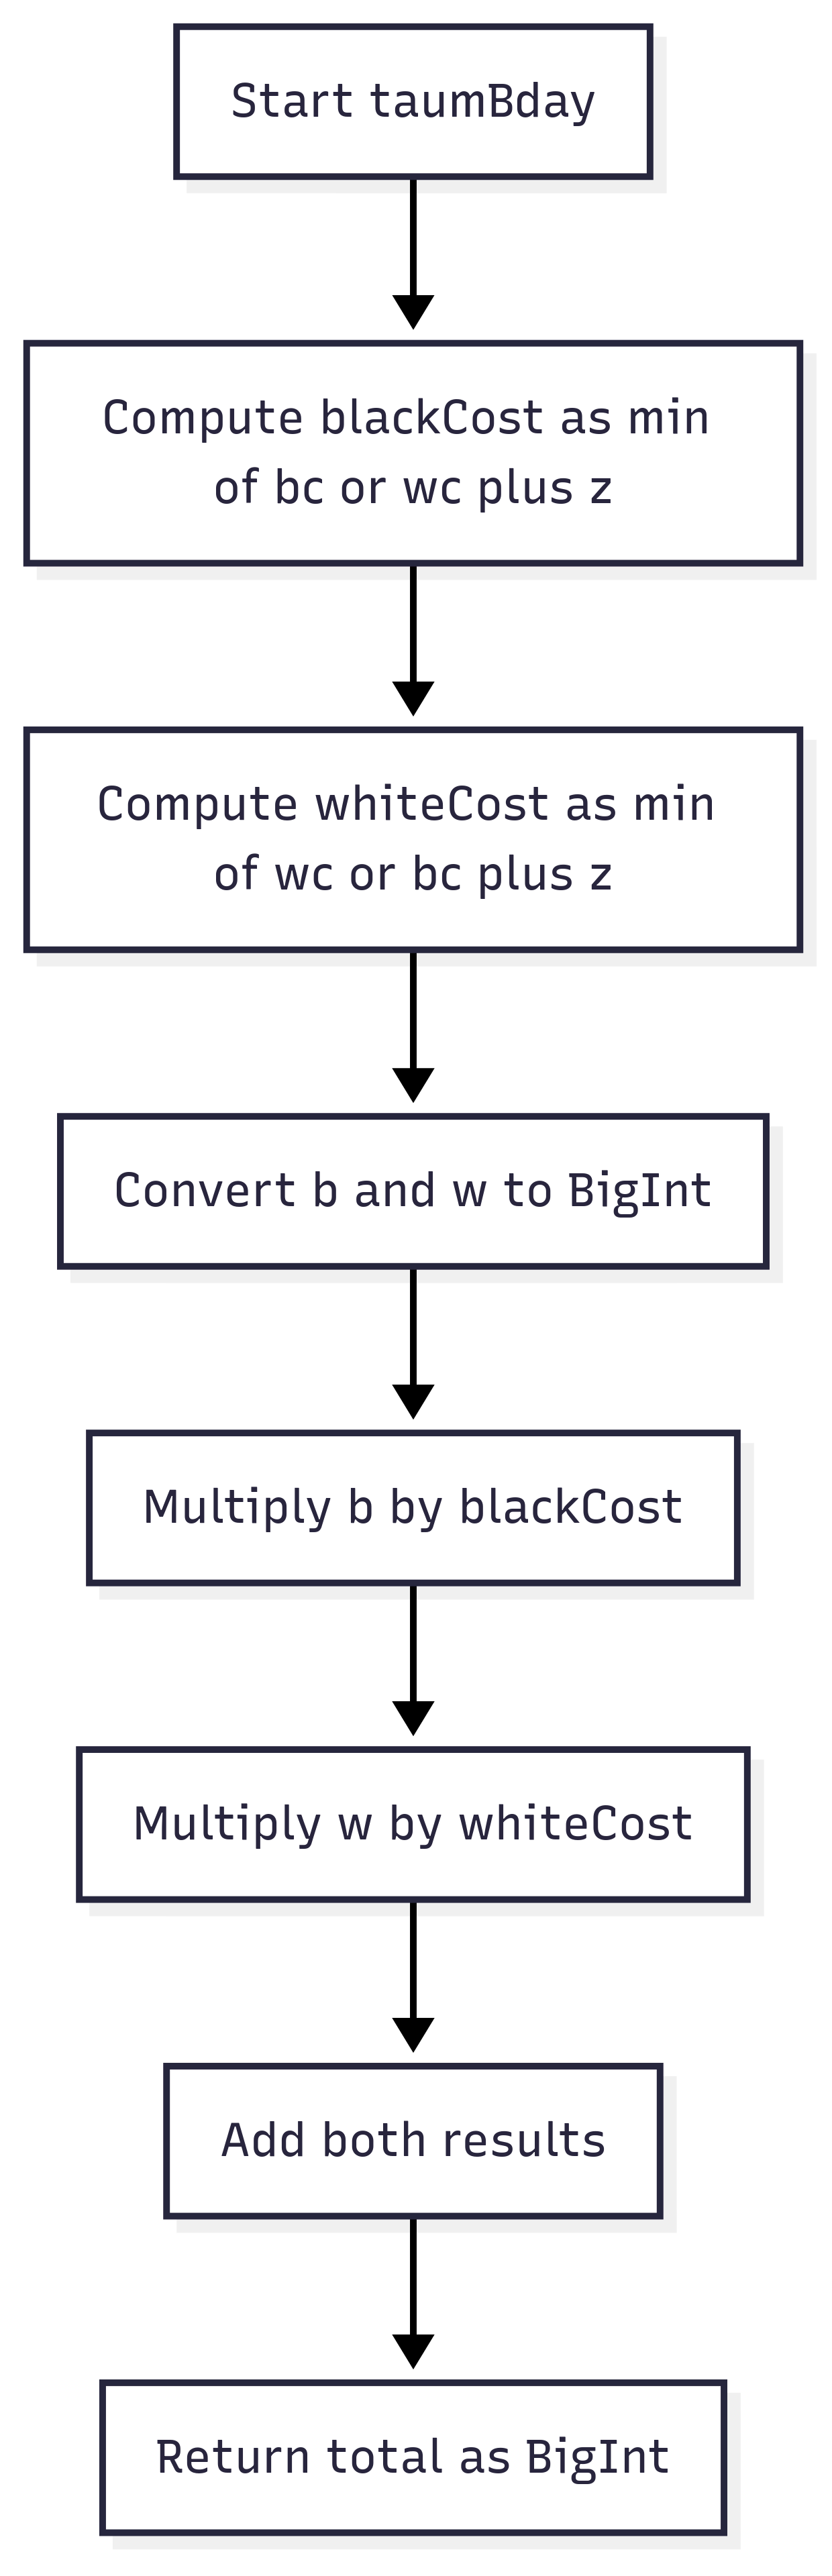 Start taumBday
Compute blackCost as min
of bc or wc plus z
Compute whiteCost as min
of wc or bc plus z
Convert b and w to BigInt
Multiply b by blackCost
Multiply w by whiteCost
Add both results
Return total as BigInt